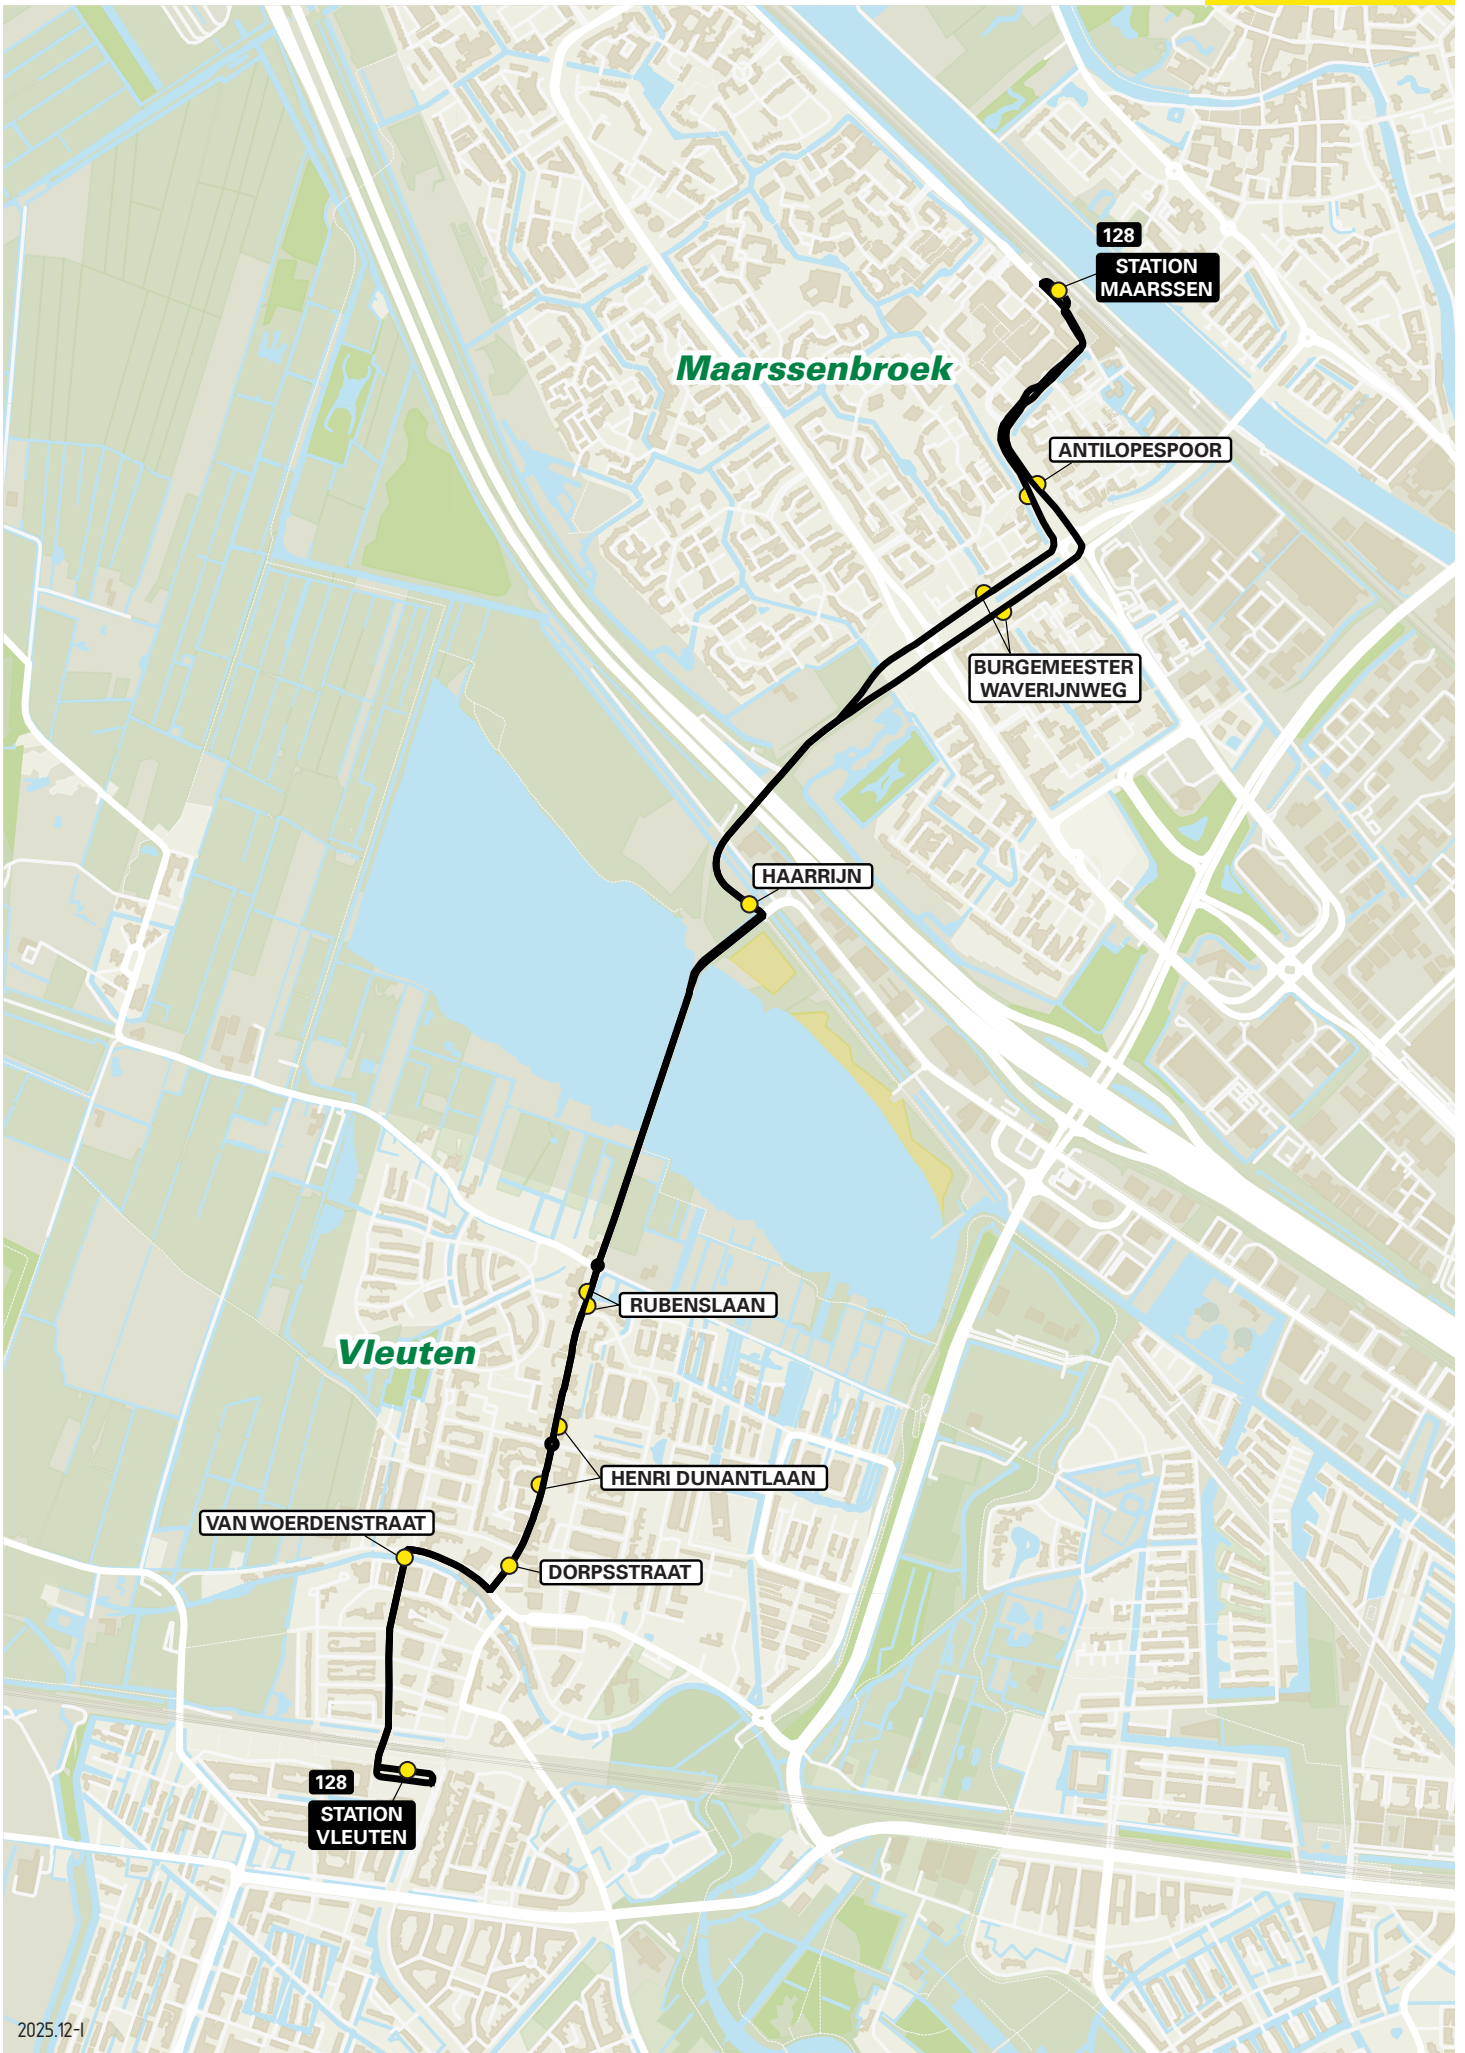 128
STATION
MAARSSEN
Maarssenbroek
ANTILOPESPOOR
BURGEMEESTER
WAVERIJNWEG
HAARRIJN
RUBENSLAAN
Vleuten
HENRI DUNANTLAAN
VAN WOERDENSTRAAT
DORPSSTRAAT
128
STATION
VLEUTEN
2025.12-I